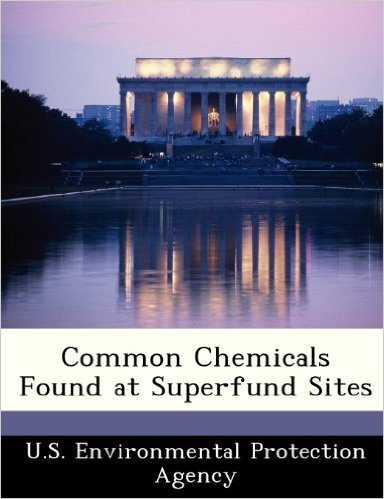 Common Chemicals
Found at Superfund Sites
U.S. Environmental Protection
Agency